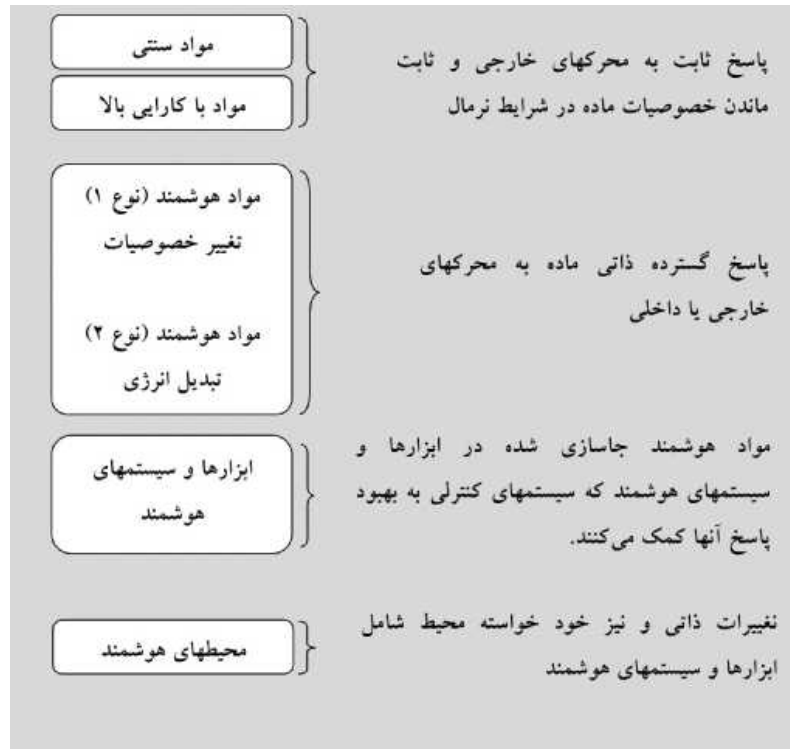 مواد سنتی
مواد با کارایی بالا
پاسخ ثابت به محرکهای خارجی و ثابت
ماندن خصوصیات ماده در شرایط نرمال
مواد هوشمند (نوع ۱)
تغییر خصوصیات
مواد هوشمند (نوع ۲)
تبدیل انرژی
پاسخ گسترده ذاتی ماده به محرکهای
خارجی یا داخلی
ابزارها و سیستمهای
هوشمند
مواد هوشمند جاسازی شده در ابزارها و
سیستمهای هوشمند که سیستمهای کنترلی به بهبود
پاسخ آنها کمک می‌کنند.
محیطهای هوشمند
تغییرات ذاتی و نیز خود خواسته محیط شامل
ابزارها و سیستمهای هوشمند